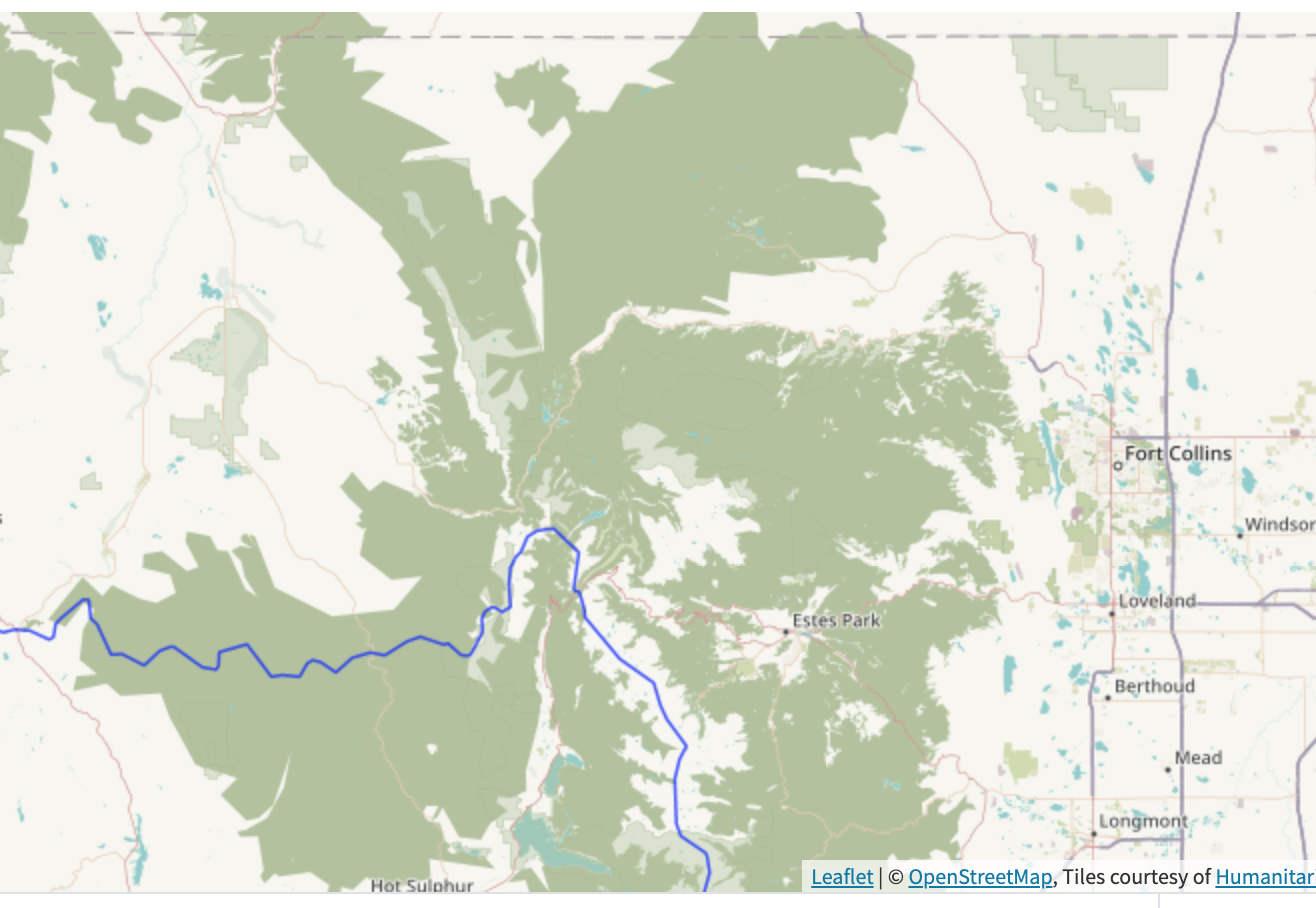 s
Fort Collins
Windsor
Loveland
Estes Park
Berthoud
Mead
Longmont
Hot Sulphur
Leaflet | © OpenStreetMap, Tiles courtesy of Humanitar